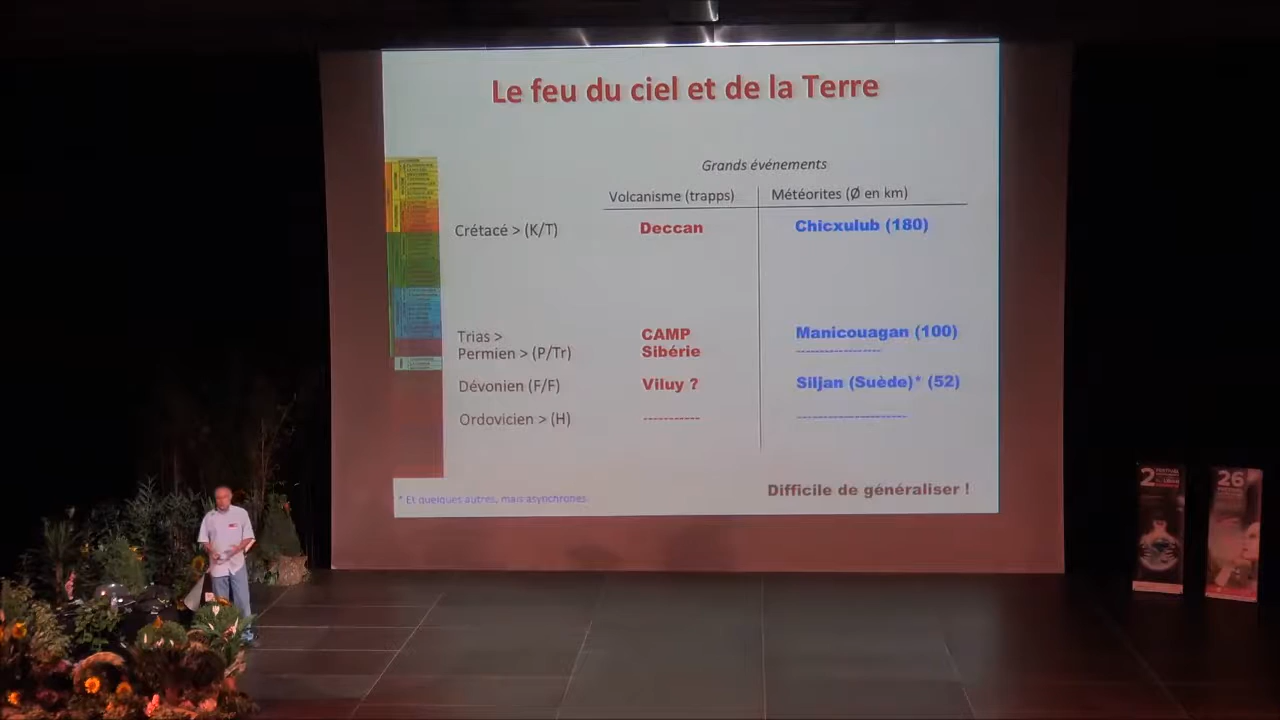 Le feu du ciel et de la Terre
Grands événements
Volcanisme (trapps) Météorites (Ø en km)
Crétacé > (K/T) Deccan Chicxulub (180)
Trias > CAMP Manicouagan (100)
Permien > (P/Tr) Sibérie ---------------
Dévonien (F/F) Viluy ? Siljan (Suède)* (52)
Ordovicien > (H) ---------- --------------------
* Et quelques autres, mais asynchrones
Difficile de généraliser !
2
26